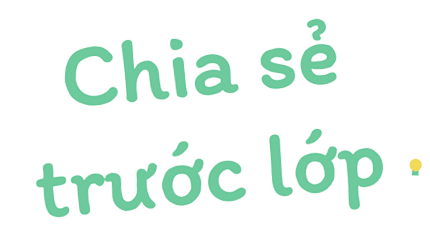 Chia sẻ
trước lớp